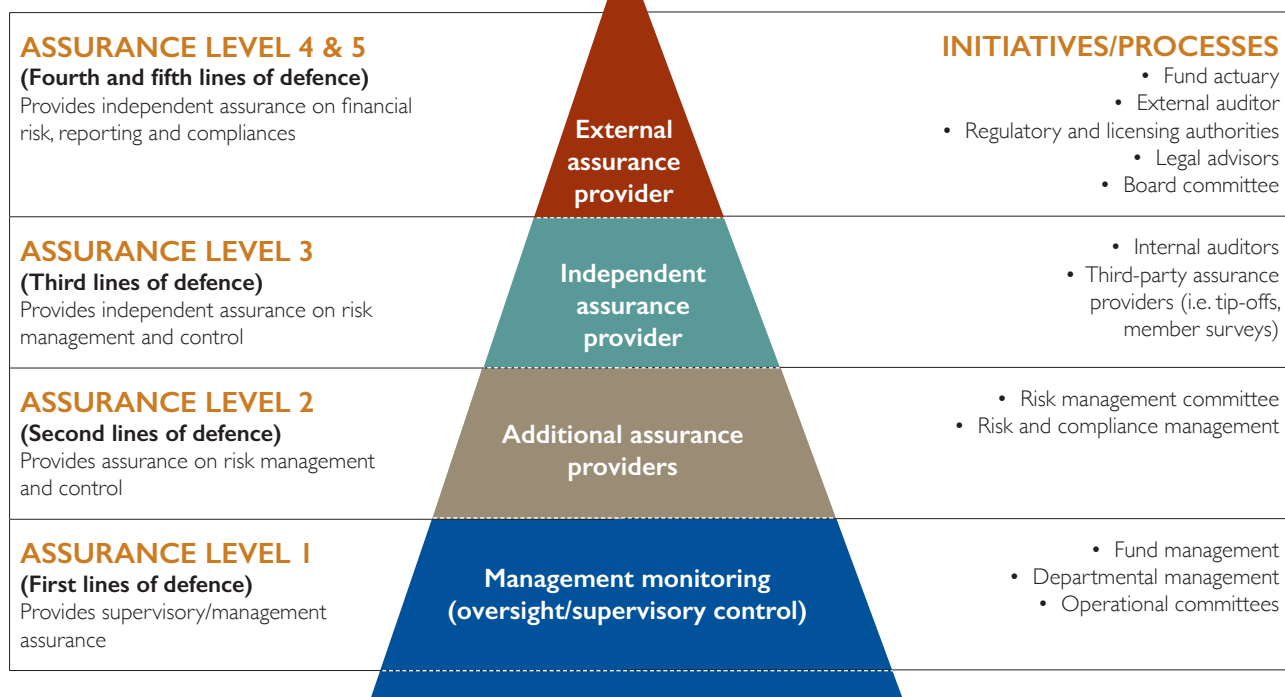 ASSURANCE LEVEL 4 & 5
(Fourth and fifth lines of defence)
Provides independent assurance on financial
risk, reporting and compliances
External
assurance
provider
INITIATIVES/PROCESSES
• Fund actuary
• External auditor
• Regulatory and licensing authorities
• Legal advisors
• Board committee
ASSURANCE LEVEL 3
(Third lines of defence)
Provides independent assurance on risk
management and control
Independent
assurance
provider
• Internal auditors
• Third-party assurance
providers (i.e. tip-offs,
member surveys)
ASSURANCE LEVEL 2
(Second lines of defence)
Provides assurance on risk management
and control
Additional assurance
providers
• Risk management committee
• Risk and compliance management
ASSURANCE LEVEL 1
(First lines of defence)
Provides supervisory/management
assurance
Management monitoring
(oversight/supervisory control)
• Fund management
• Departmental management
• Operational committees